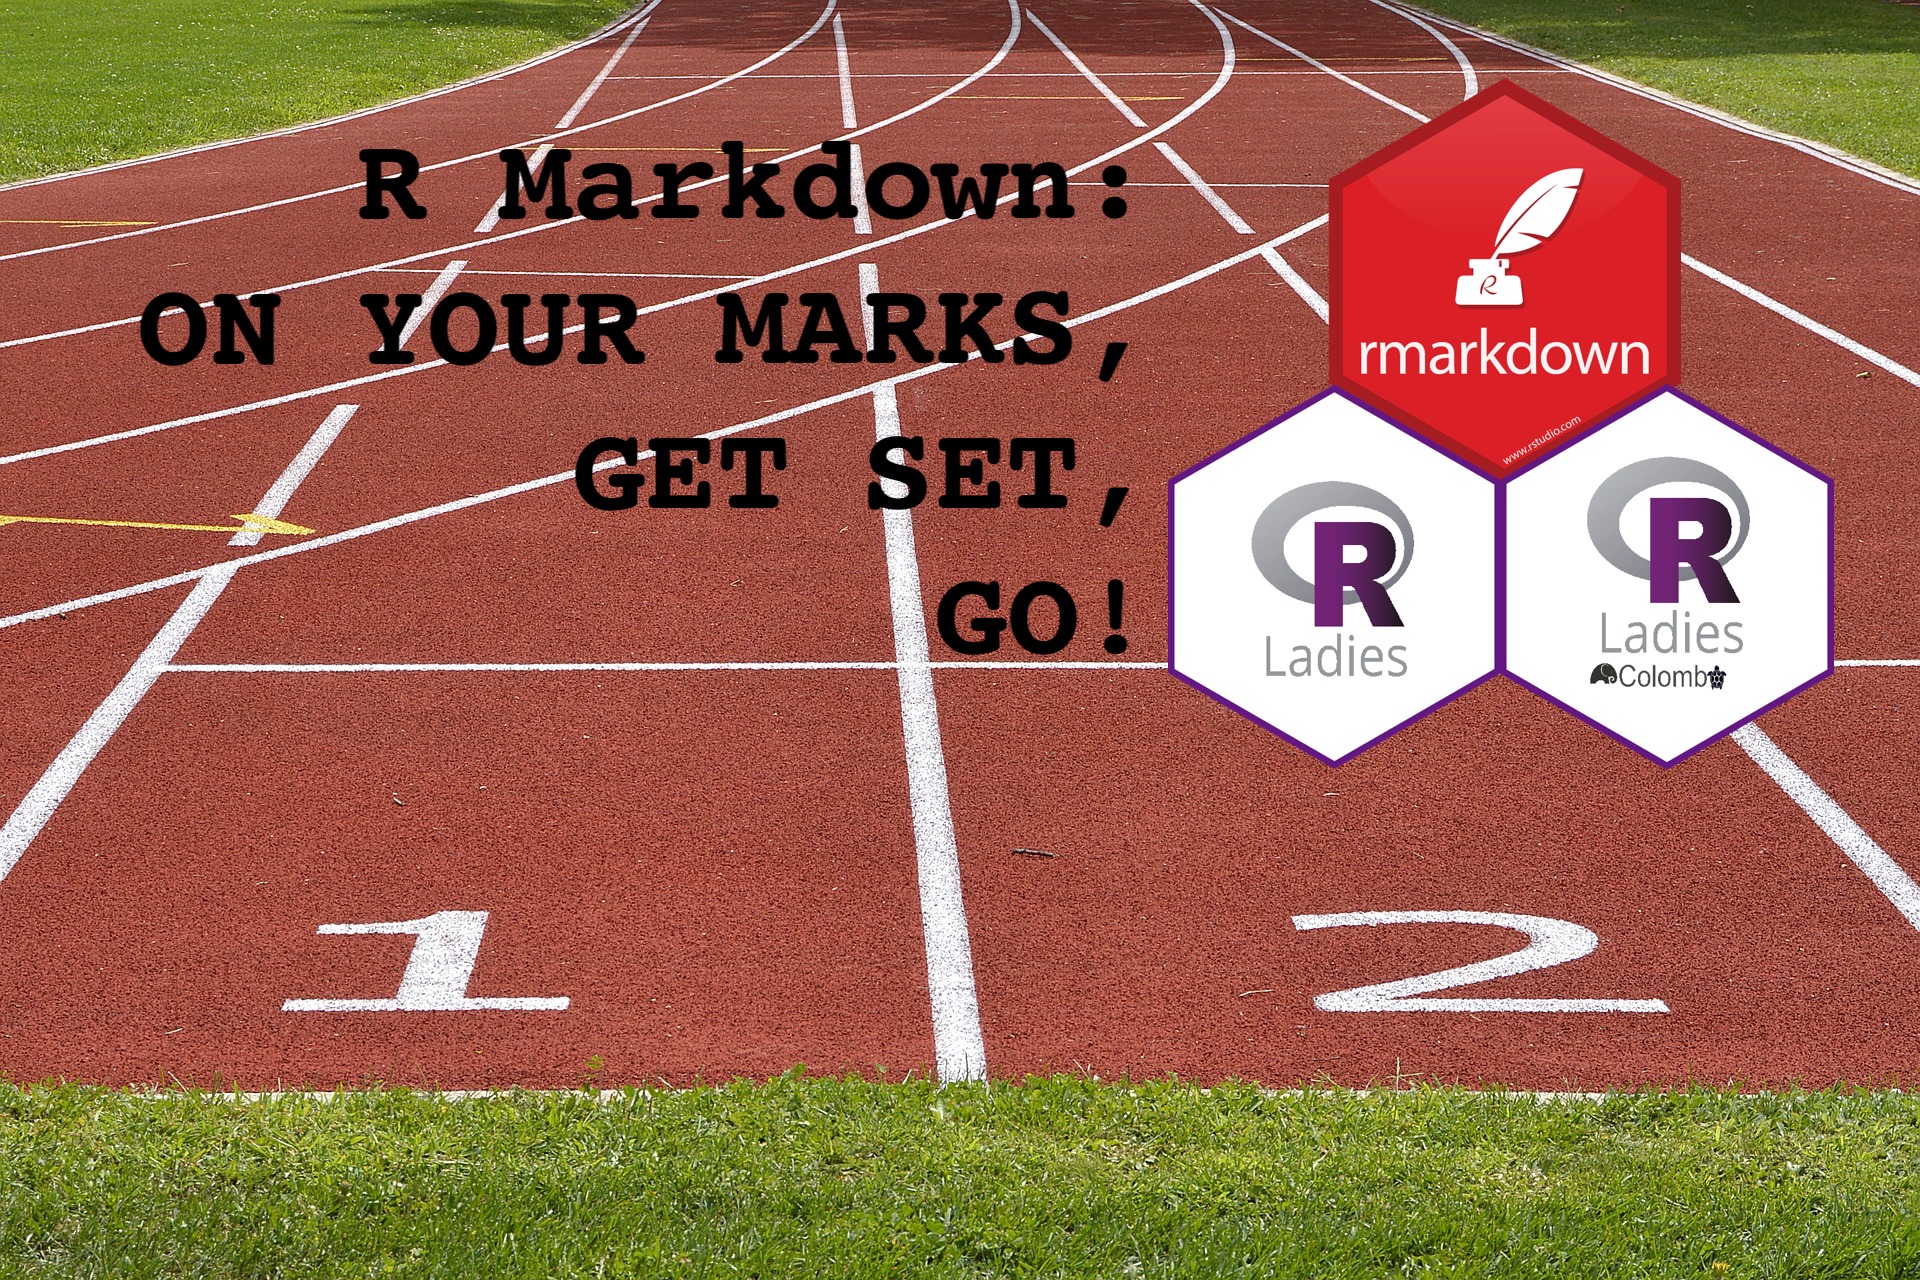 R Markdown:
ON YOUR MARKS,
GET SET,
GO!
R
rmarkdown
www.rstudio.com
R
Ladies
R
Ladies
Colombo
1
2